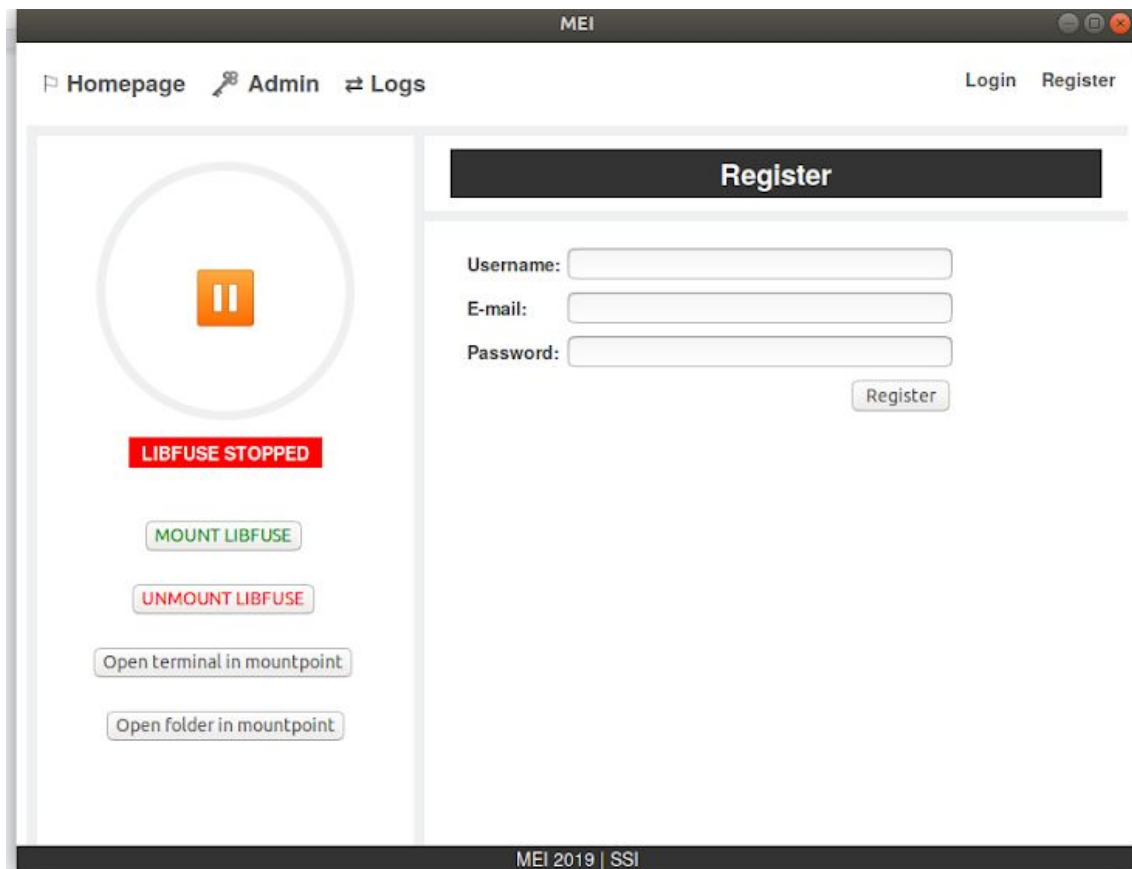 MEI
Homepage Admin Logs
Login Register
LIBFUSE STOPPED
MOUNT LIBFUSE
UNMOUNT LIBFUSE
Open terminal in mountpoint
Open folder in mountpoint
Register
Username:
E-mail:
Password:
Register
MEI 2019 | SSI